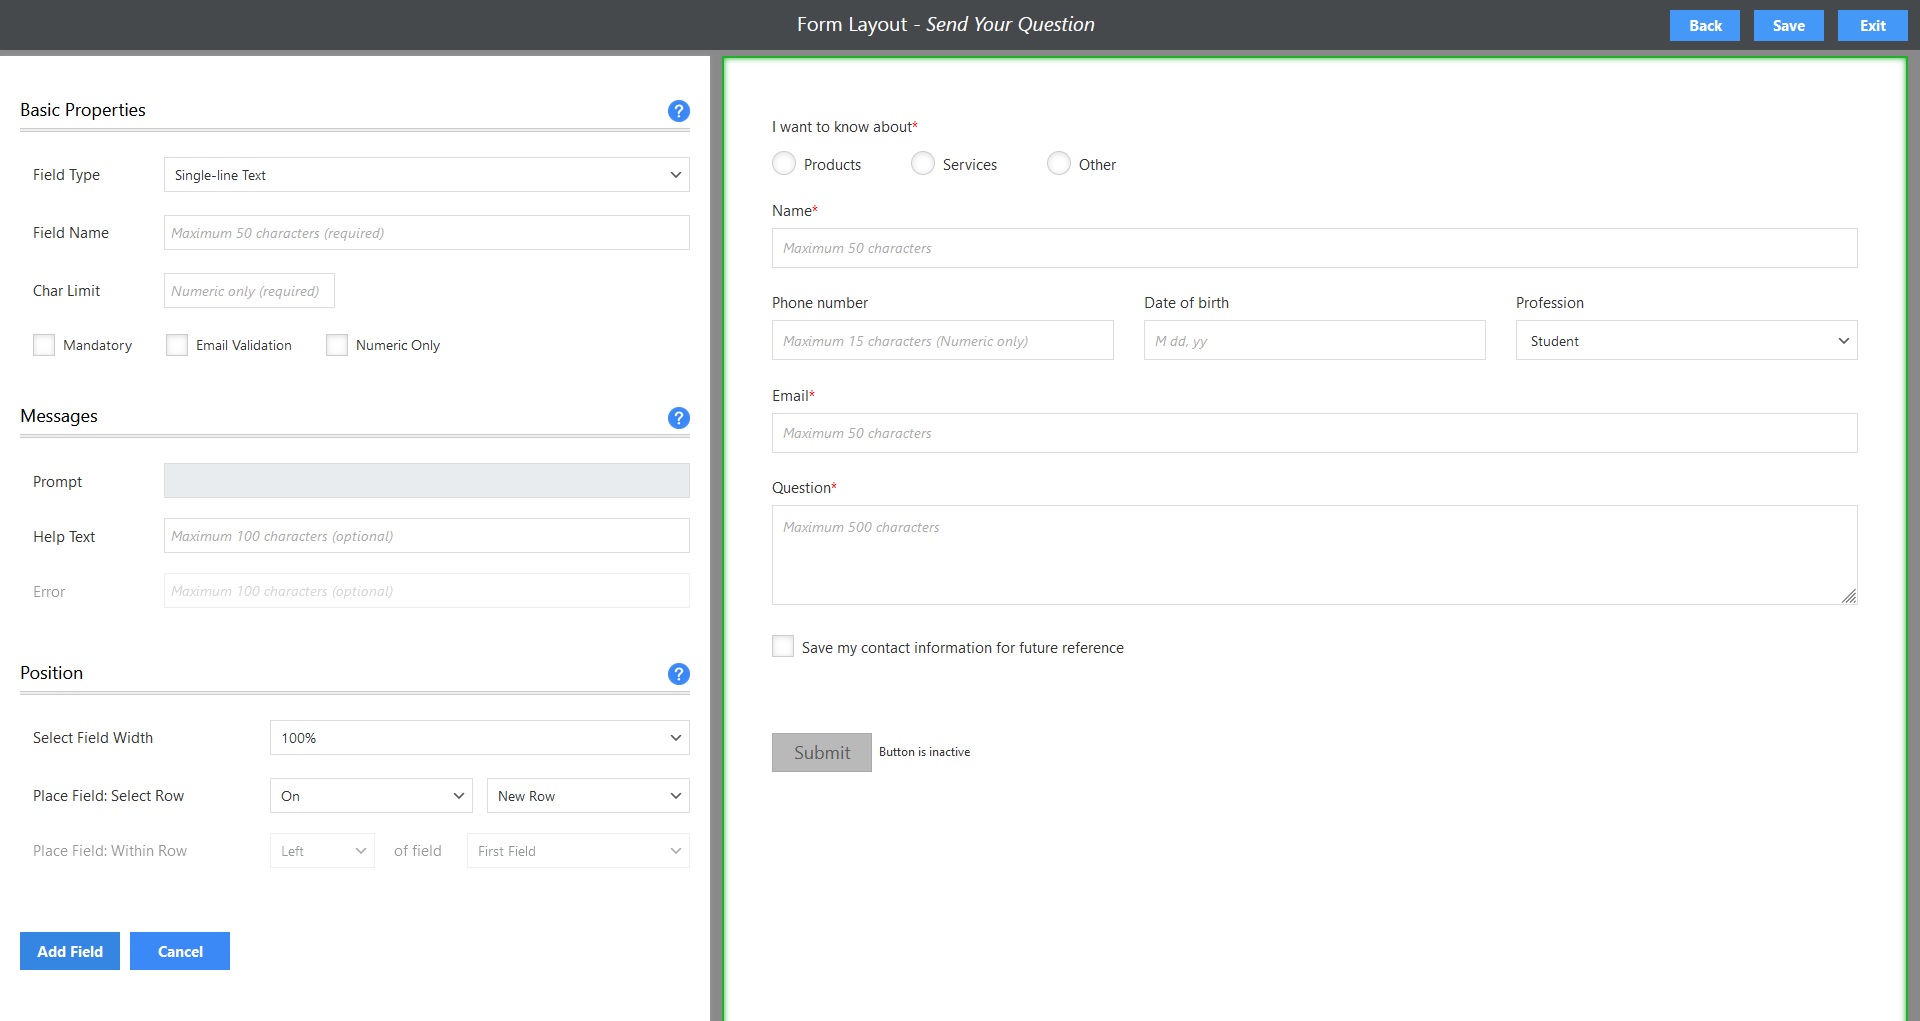 Form Layout - Send Your Question
Back
Save
Exit
Basic Properties
?
Field Type
Single-line Text
Field Name
Maximum 50 characters (required)
Char Limit
Numeric only (required)
Mandatory
Email Validation
Numeric Only
Messages
?
Prompt
Help Text
Maximum 100 characters (optional)
Error
Maximum 100 characters (optional)
Position
?
Select Field Width
100%
Place Field: Select Row
On
New Row
Place Field: Within Row
Left
of field
First Field
Add Field
Cancel
I want to know about*
Products
Services
Other
Name*
Maximum 50 characters
Phone number
Date of birth
Profession
Maximum 15 characters (Numeric only)
M dd, yy
Student
Email*
Maximum 50 characters
Question*
Maximum 500 characters
Save my contact information for future reference
Submit
Button is inactive